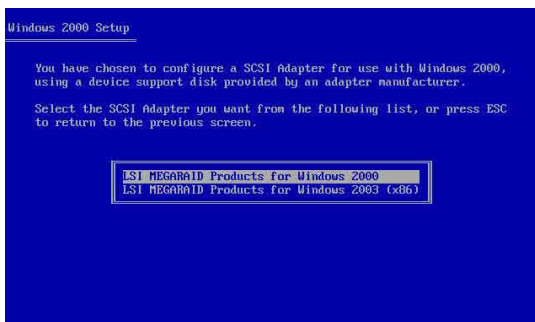 Windows 2000 Setup
You have chosen to configure a SCSI Adapter for use with Windows 2000,
using a device support disk provided by an adapter manufacturer.
Select the SCSI Adapter you want from the following list, or press ESC
to return to the previous screen.
LSI MEGARAID Products for Windows 2000
LSI MEGARAID Products for Windows 2003 (x86)